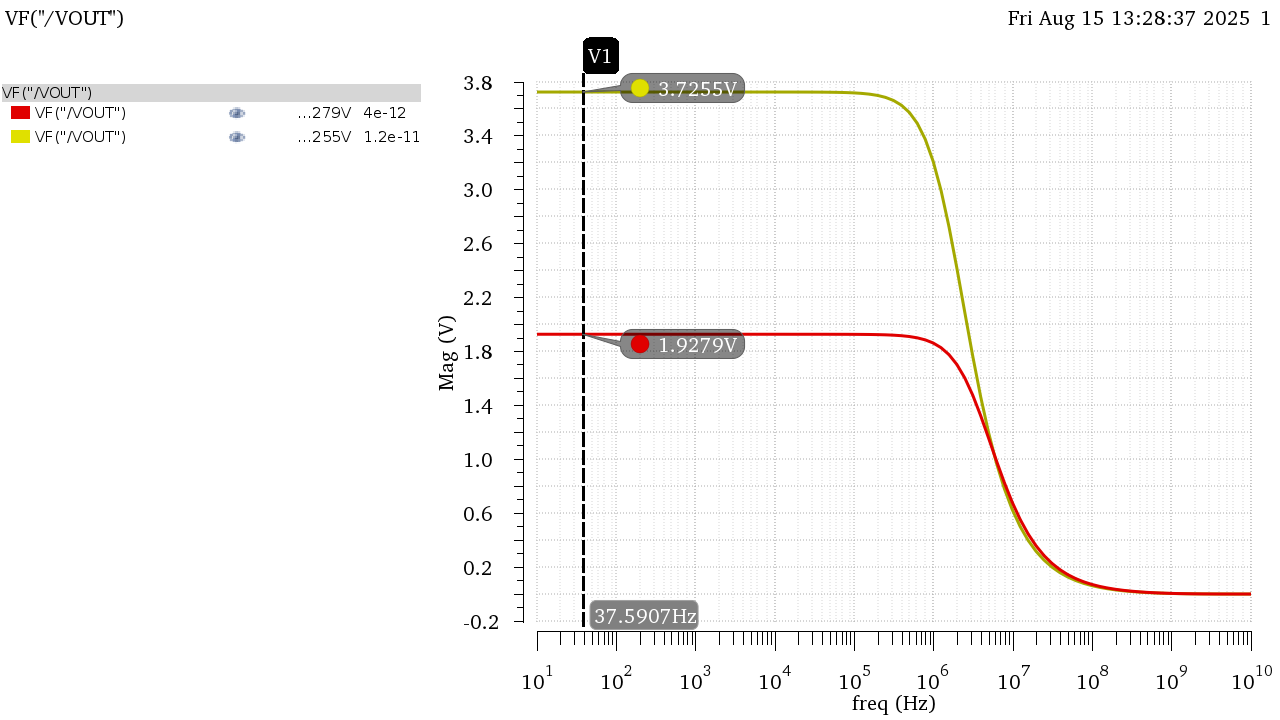 VF("/VOUT")
Fri Aug 15 13:28:37 2025 1
VF("/VOUT")
VF("/VOUT") ...279V 4e-12
VF("/VOUT") ...255V 1.2e-11
V1
3.7255V
1.9279V
37.5907Hz
Mag (V)
3.8
3.4
3.0
2.6
2.2
1.8
1.4
1.0
0.6
0.2
-0.2
10^1 10^2 10^3 10^4 10^5 10^6 10^7 10^8 10^9 10^10
freq (Hz)